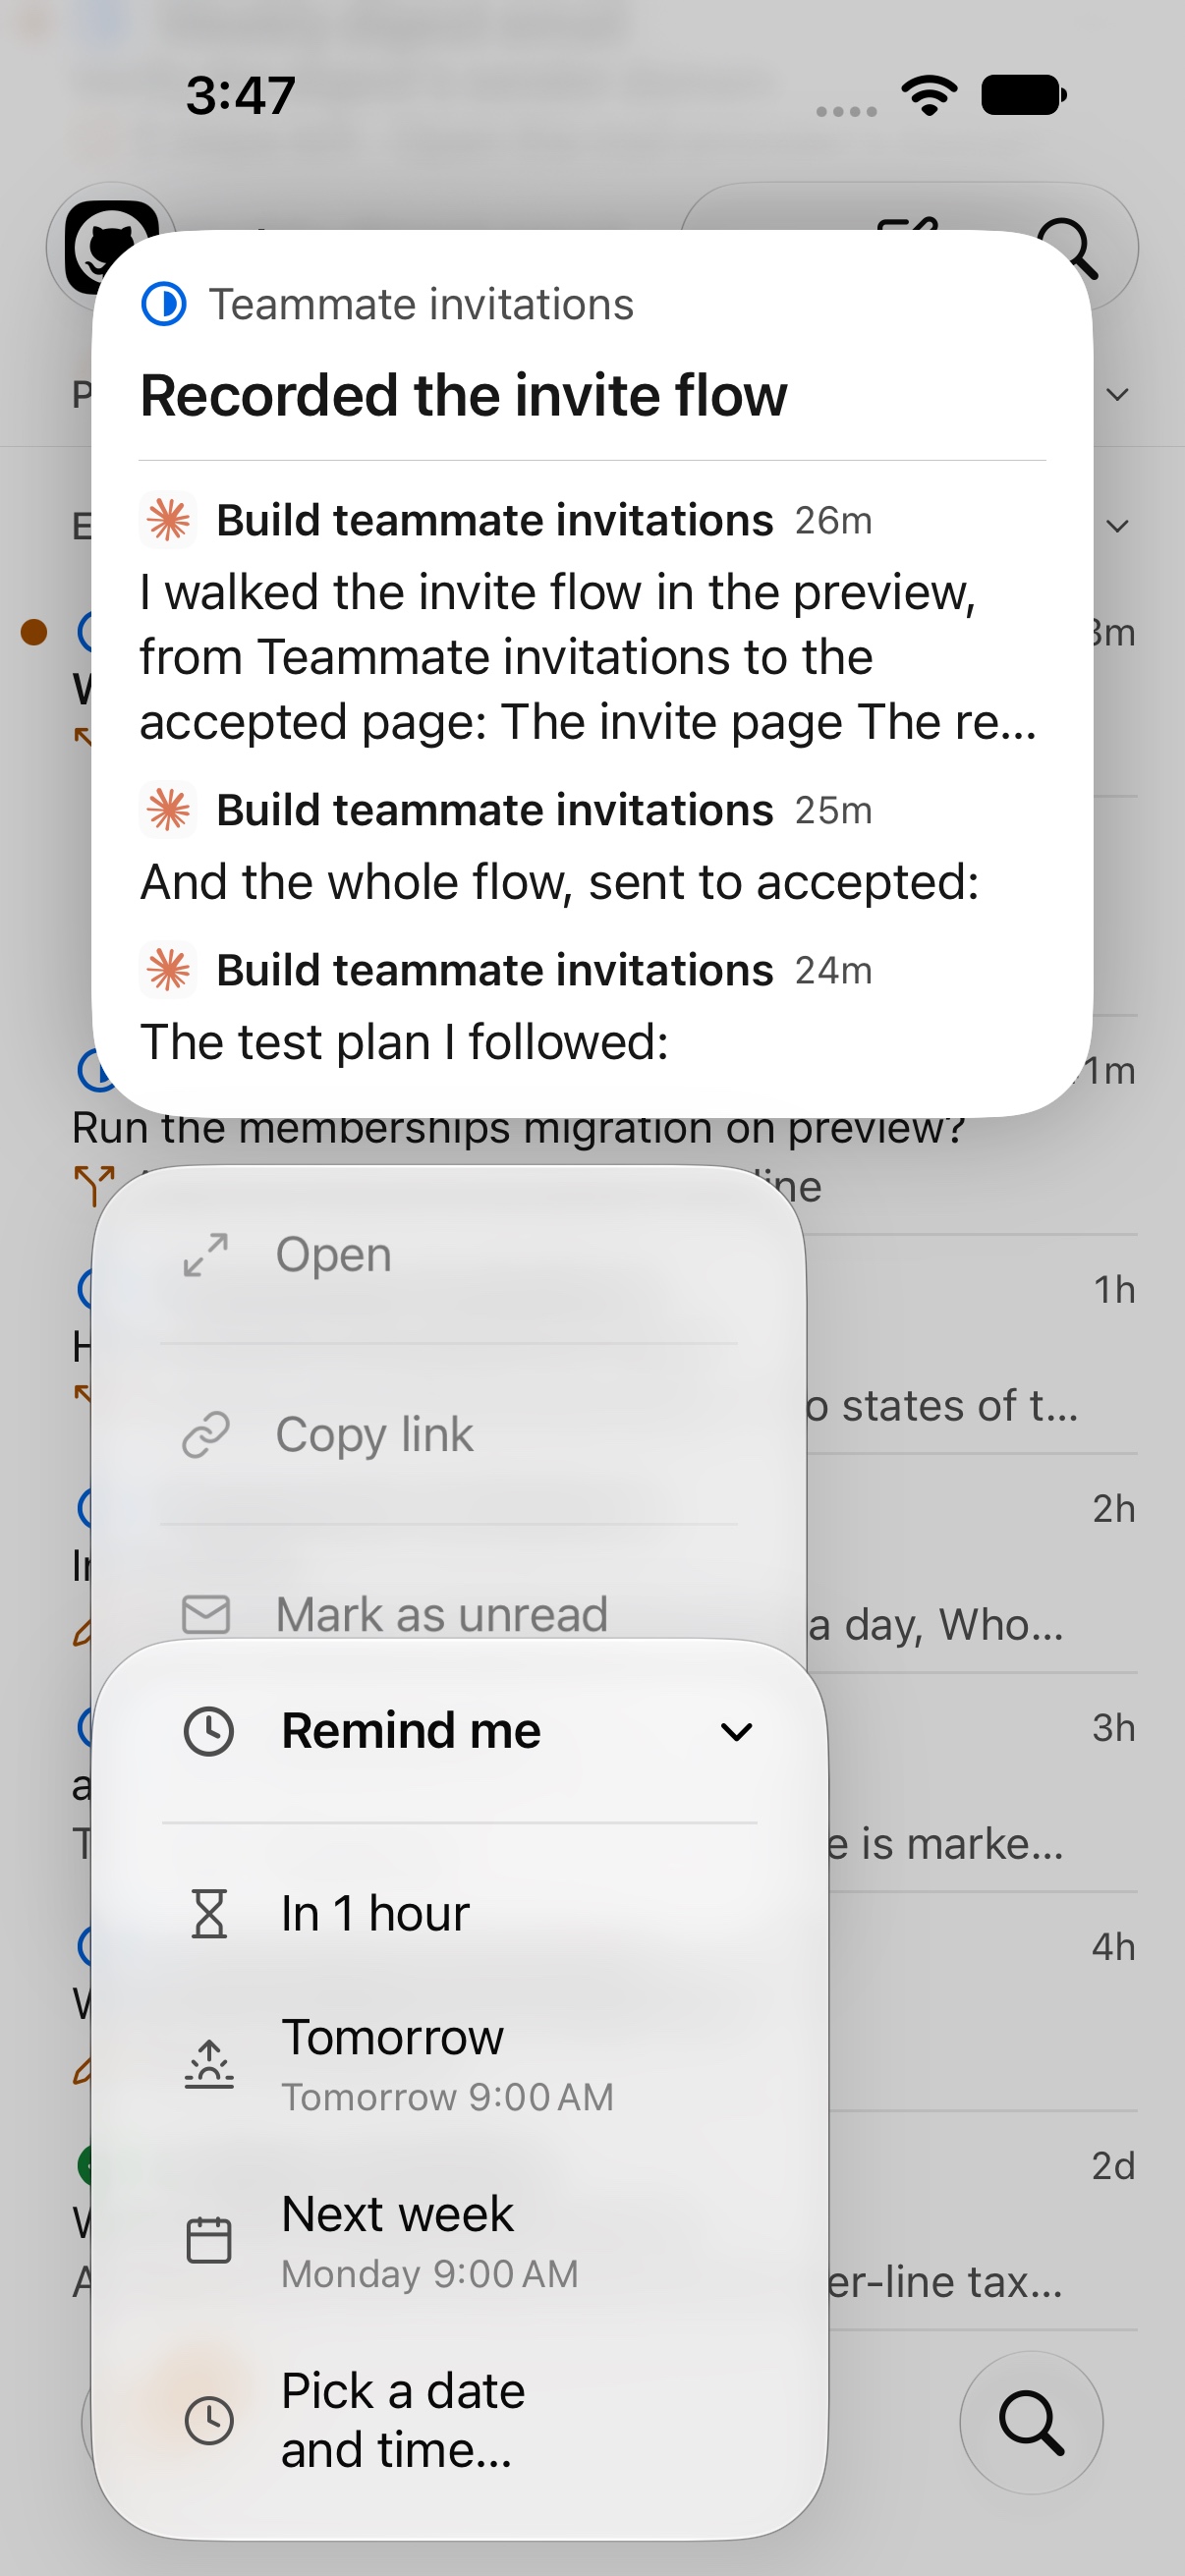 3:47
Teammate invitations
Recorded the invite flow
Build teammate invitations 26m
I walked the invite flow in the preview,
from Teammate invitations to the
accepted page: The invite page The re...
Build teammate invitations 25m
And the whole flow, sent to accepted:
Build teammate invitations 24m
The test plan I followed:
1m
Run the memberships migration on preview?
Open
1h
Copy link
o states of t...
2h
Mark as unread
a day, Who...
Remind me
3h
e is marke...
In 1 hour
4h
Tomorrow
Tomorrow 9:00 AM
2d
Next week
Monday 9:00 AM
er-line tax...
Pick a date
and time...